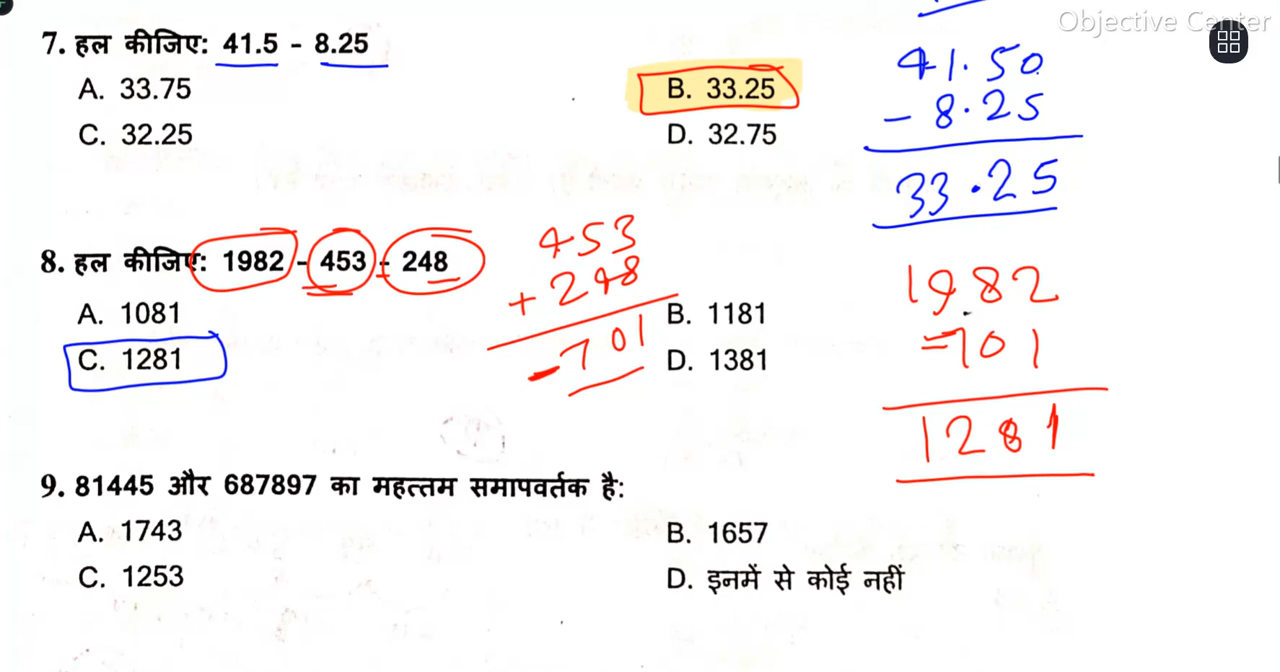 Objective Center
7. हल कीजिए: 41.5 - 8.25
A. 33.75
B. 33.25
C. 32.25
D. 32.75
41.50
- 8.25
33.25
8. हल कीजिए: 1982 - 453 - 248
A. 1081
B. 1181
C. 1281
D. 1381
453
+ 248
- 701
1982
- 701
1281
9. 81445 और 687897 का महत्तम समापवर्तक है:
A. 1743
B. 1657
C. 1253
D. इनमें से कोई नहीं